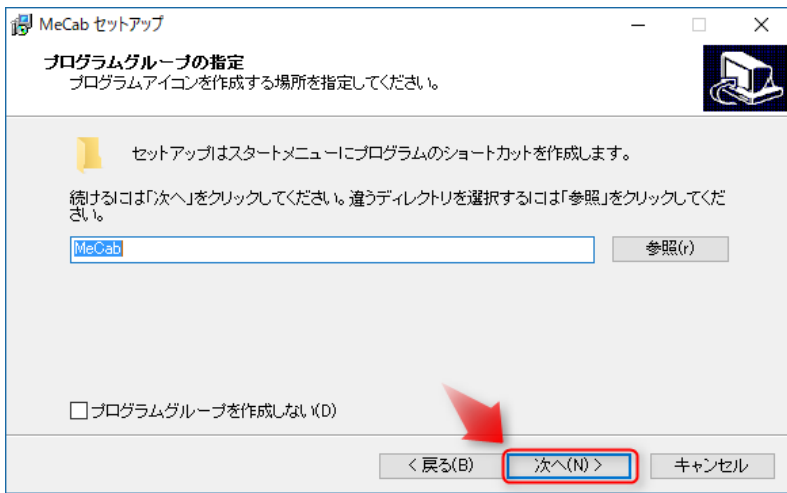 MeCab セットアップ
プログラムグループの指定
プログラムアイコンを作成する場所を指定してください。
セットアップはスタートメニューにプログラムのショートカットを作成します。
続けるには「次へ」をクリックしてください。違うディレクトリを選択するには「参照」をクリックしてくだ
さい。
MeCab
参照(r)
プログラムグループを作成しない(D)
< 戻る(B)
次へ(N) >
キャンセル